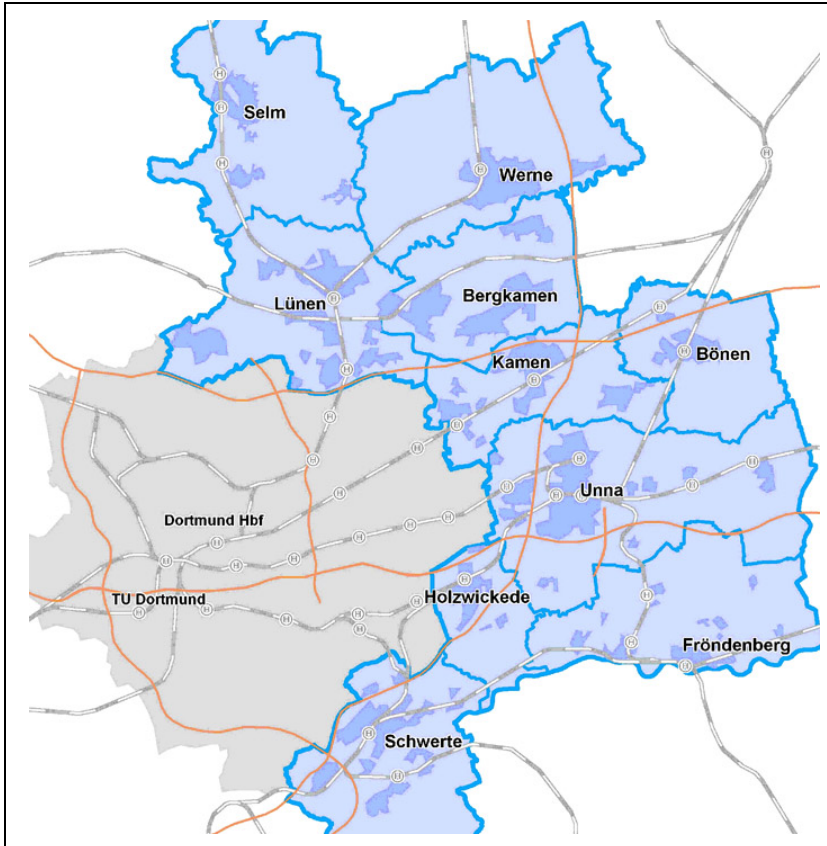 Selm
Werne
Lünen
Bergkamen
Kamen
Bönen
Unna
Dortmund Hbf
TU Dortmund
Holzwickede
Fröndenberg
Schwerte